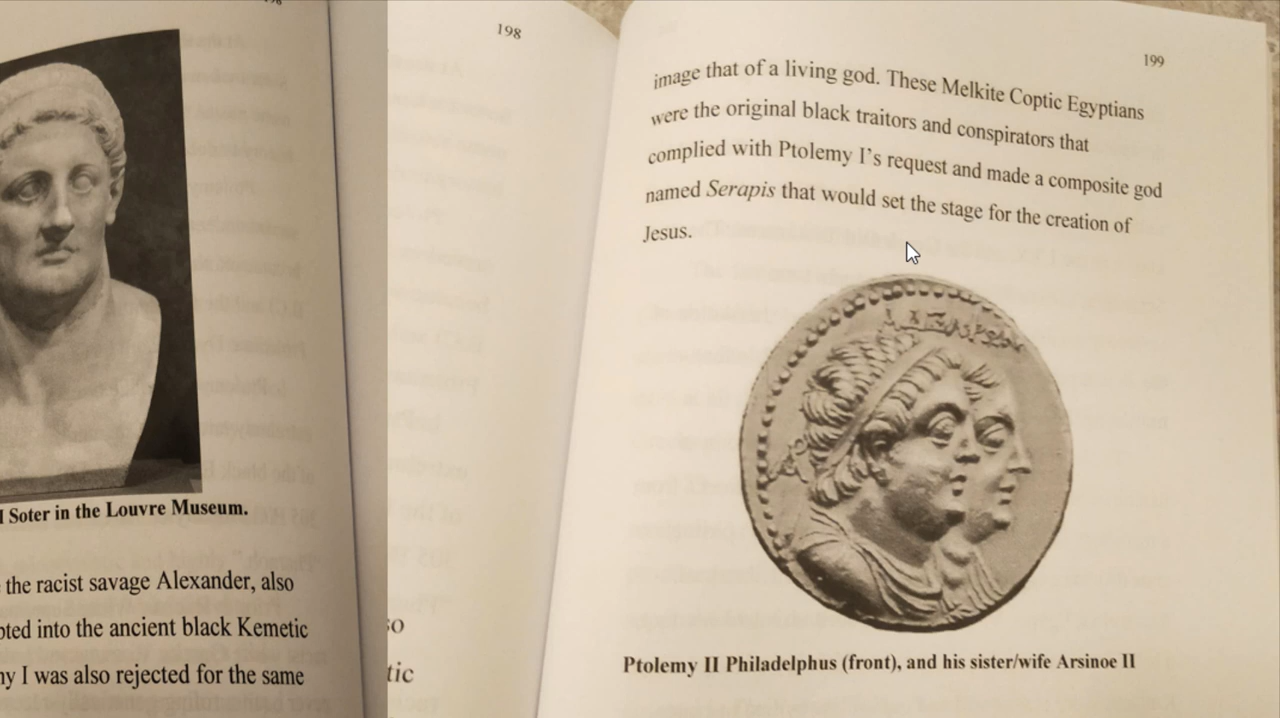 I Soter in the Louvre Museum.
the racist savage Alexander, also
pted into the ancient black Kemetic
ny I was also rejected for the same
198
so
tic
199
image that of a living god. These Melkite Coptic Egyptians
were the original black traitors and conspirators that
complied with Ptolemy I's request and made a composite god
named Serapis that would set the stage for the creation of
Jesus.
Ptolemy II Philadelphus (front), and his sister/wife Arsinoe II